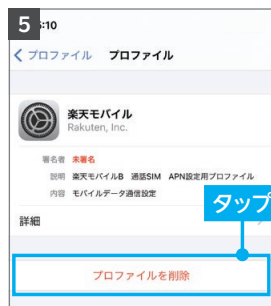 5 :10
プロファイル プロファイル
楽天モバイル
Rakuten, Inc.
署名者 未署名
説明 楽天モバイルB 通話SIM APN設定用プロファイル
内容 モバイルデータ通信設定
タップ
詳細
プロファイルを削除